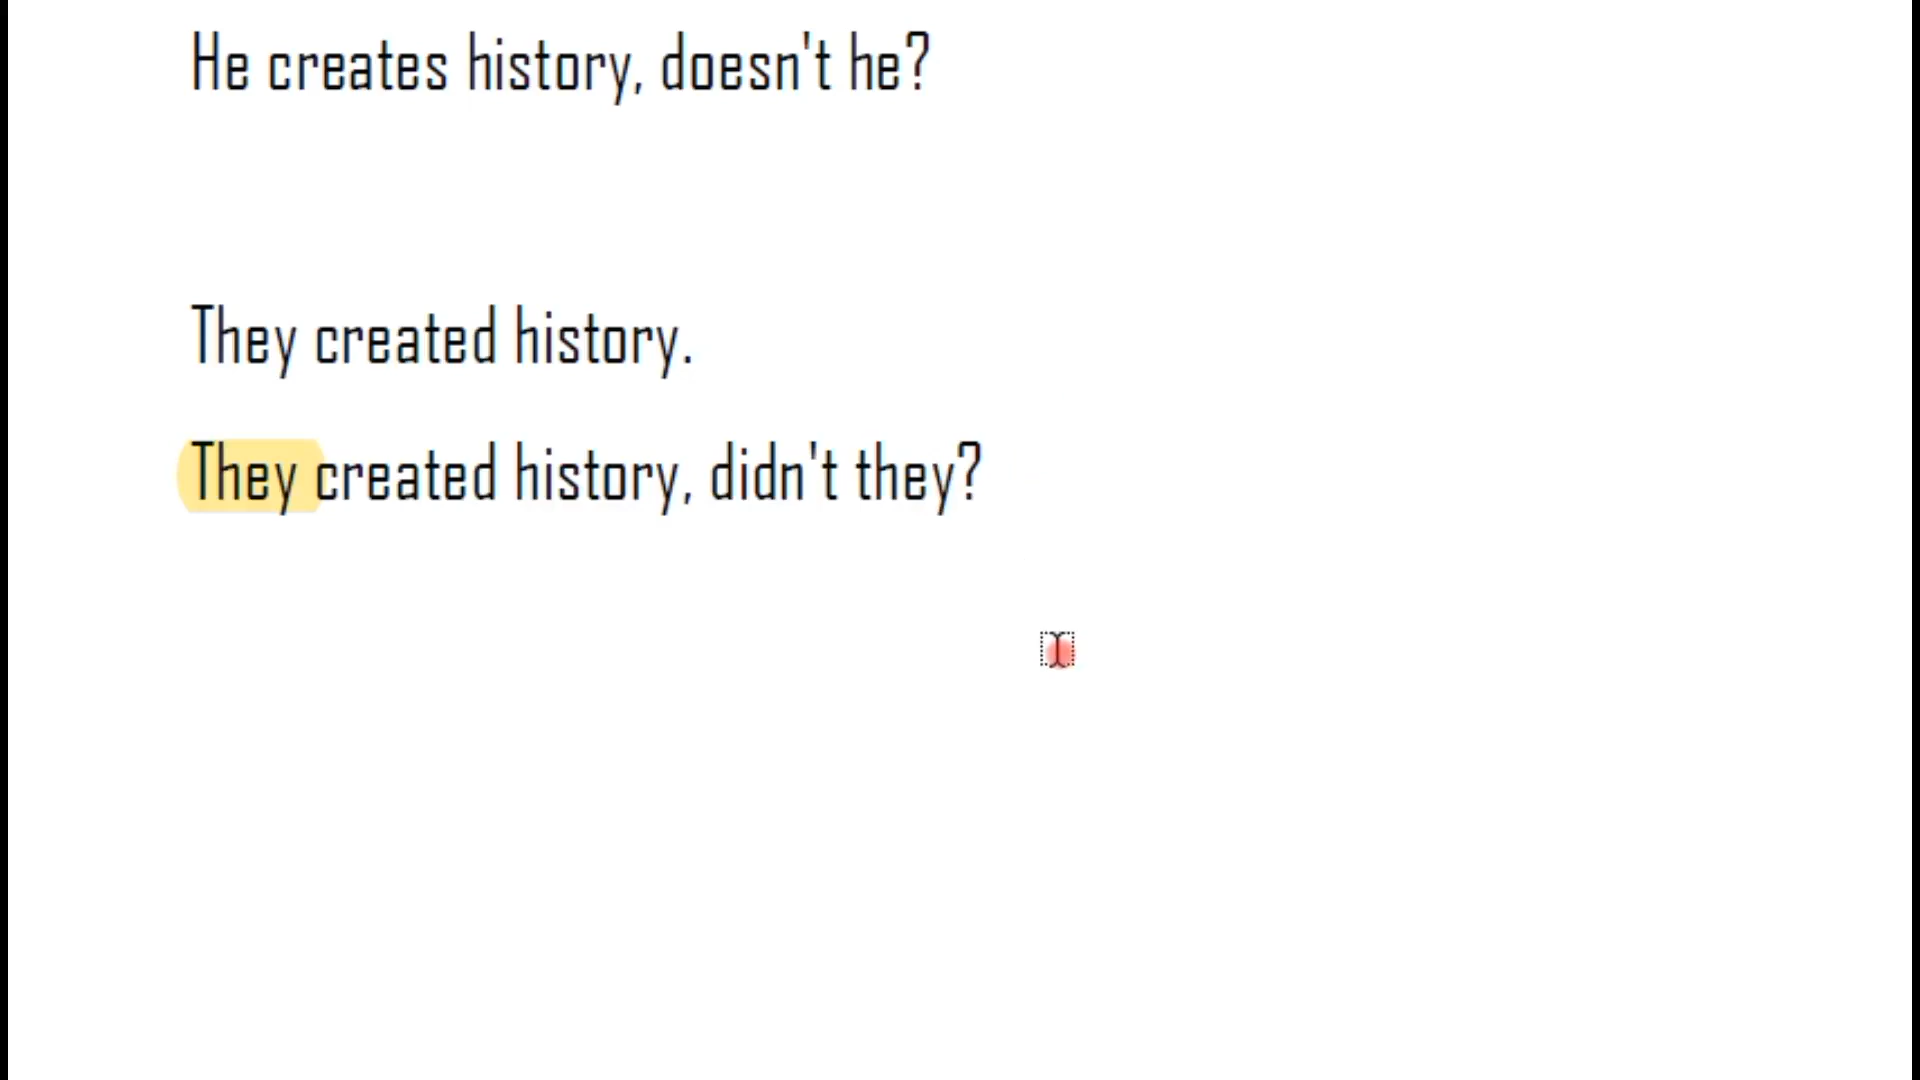 He creates history, doesn't he?
They created history.
They created history, didn't they?